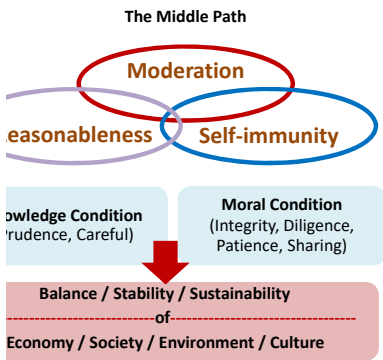 The Middle Path
Moderation
easonableness
Self-immunity
owledge Condition
rudence, Careful)
Moral Condition
(Integrity, Diligence,
Patience, Sharing)
Balance / Stability / Sustainability
of
Economy / Society / Environment / Culture